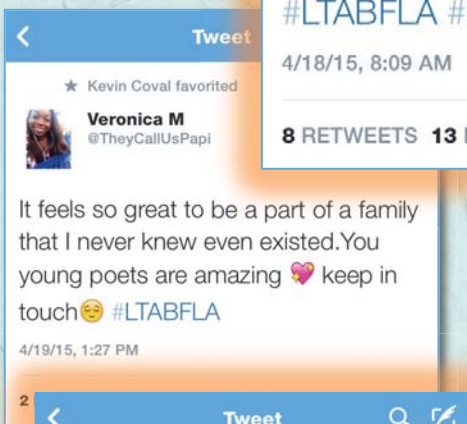 #LTABFLA #
4/18/15, 8:09 AM
8 RETWEETS 13
Tweet
Kevin Coval favorited
Veronica M
@TheyCallUsPapi
It feels so great to be a part of a family
that I never knew even existed.You
young poets are amazing 💖 keep in
touch😌 #LTABFLA
4/19/15, 1:27 PM
2
Tweet